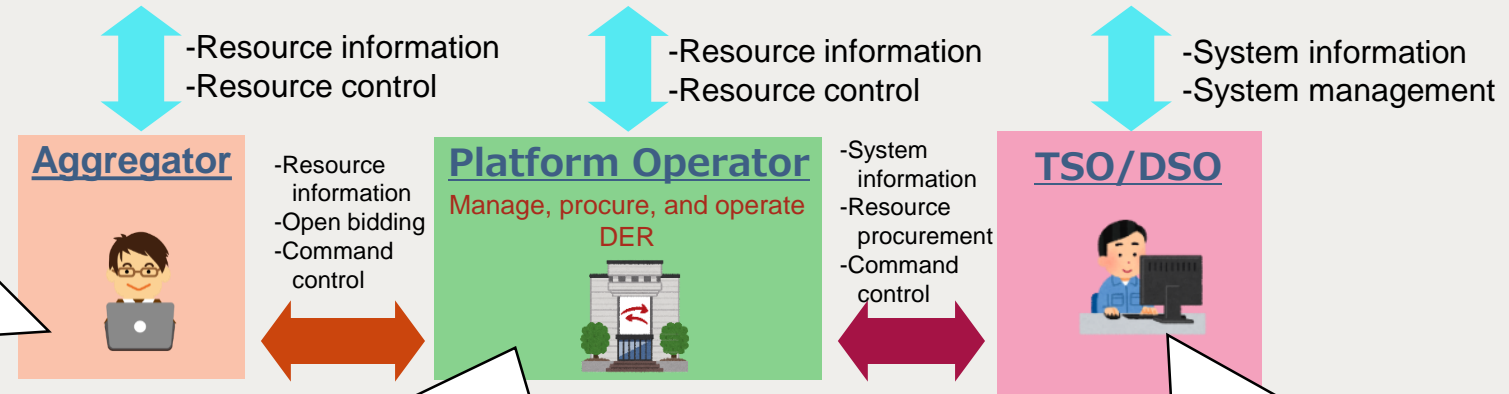 -Resource information
-Resource control
-Resource information
-Resource control
-System information
-System management
Aggregator
-Resource
information
-Open bidding
-Command
control
Platform Operator
Manage, procure, and operate
DER
-System
information
-Resource
procurement
-Command
control
TSO/DSO